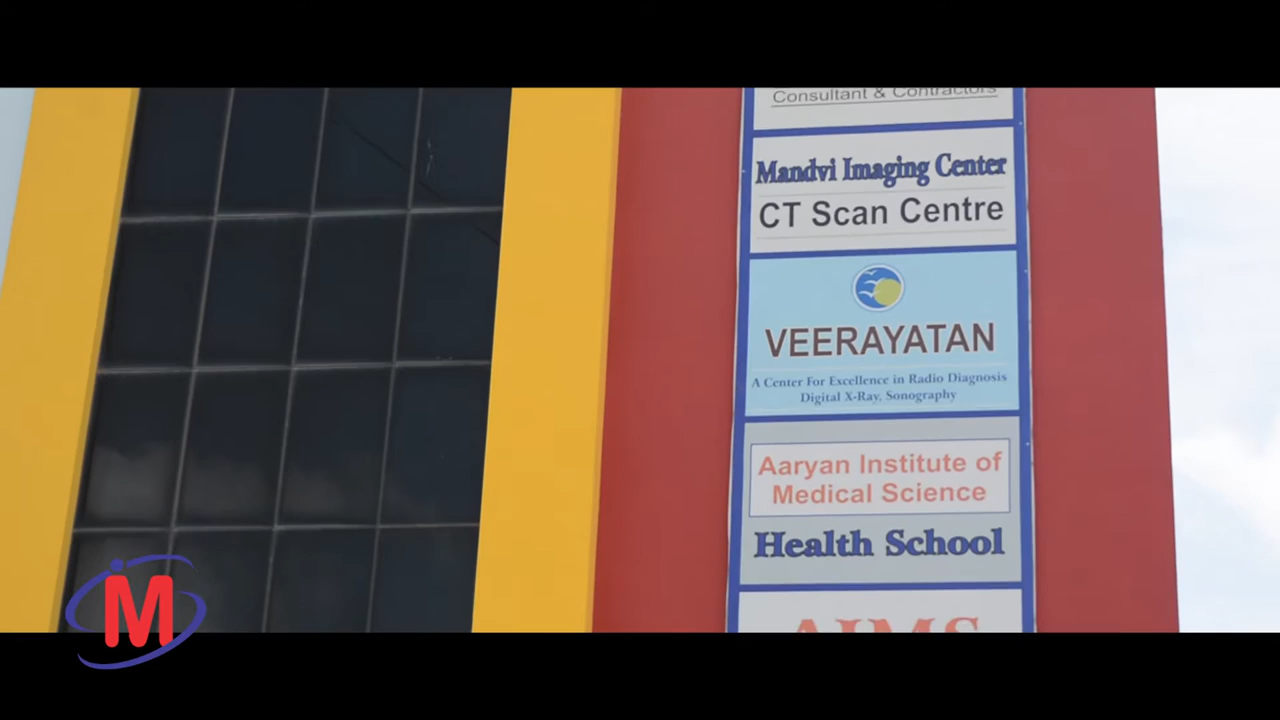 Consultant & Contractors
Mandvi Imaging Center
CT Scan Centre
VEERAYATAN
A Center For Excellence in Radio Diagnosis
Digital X-Ray, Sonography
Aaryan Institute of
Medical Science
Health School
AIMS
M